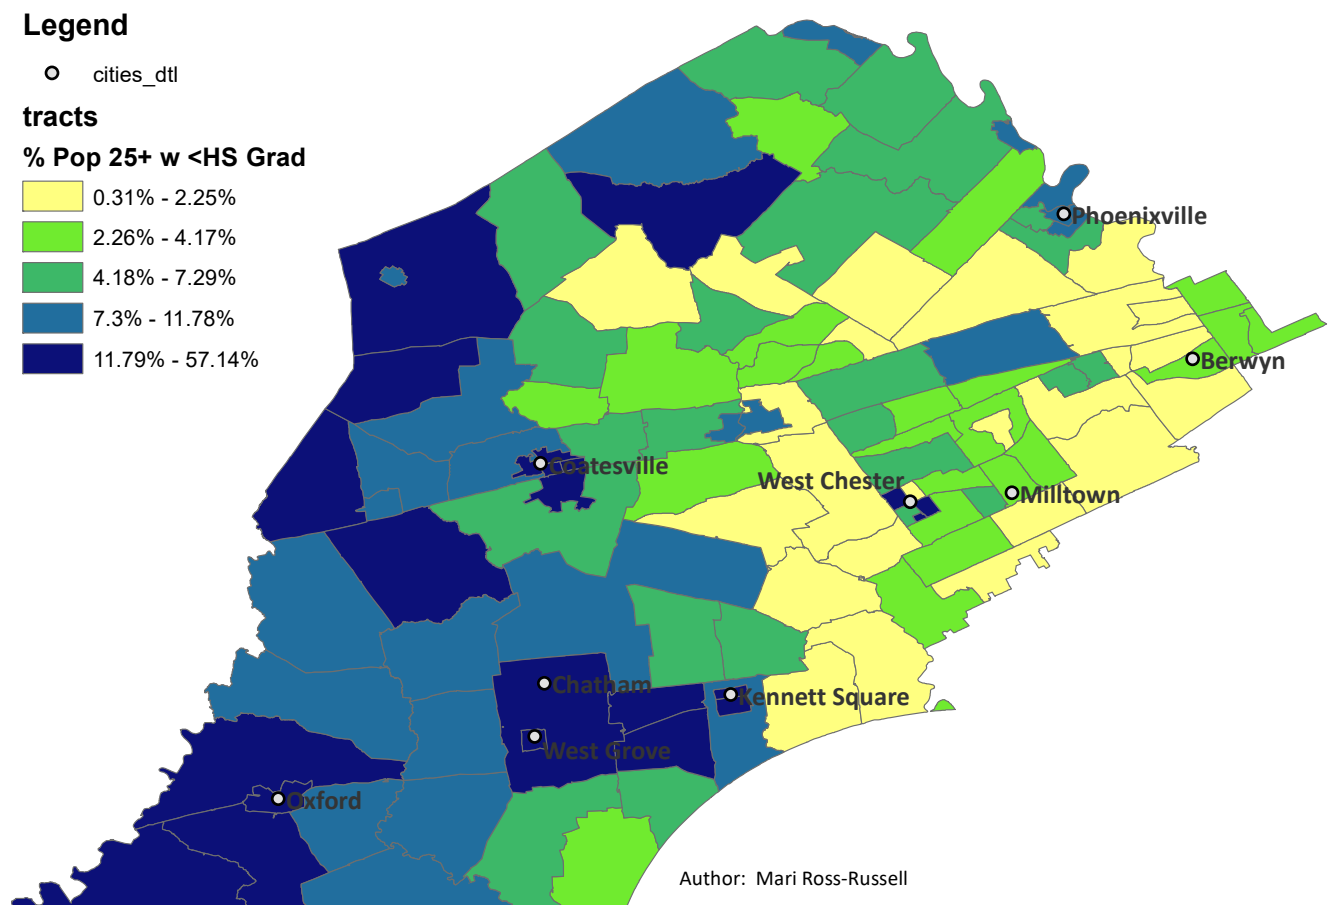 Legend
cities_dtl
tracts
% Pop 25+ w <HS Grad
0.31% - 2.25%
2.26% - 4.17%
4.18% - 7.29%
7.3% - 11.78%
11.79% - 57.14%
Phoenixville
Berwyn
Coatesville
West Chester
Milltown
Chatham
Kennett Square
West Grove
Oxford
Author: Mari Ross-Russell